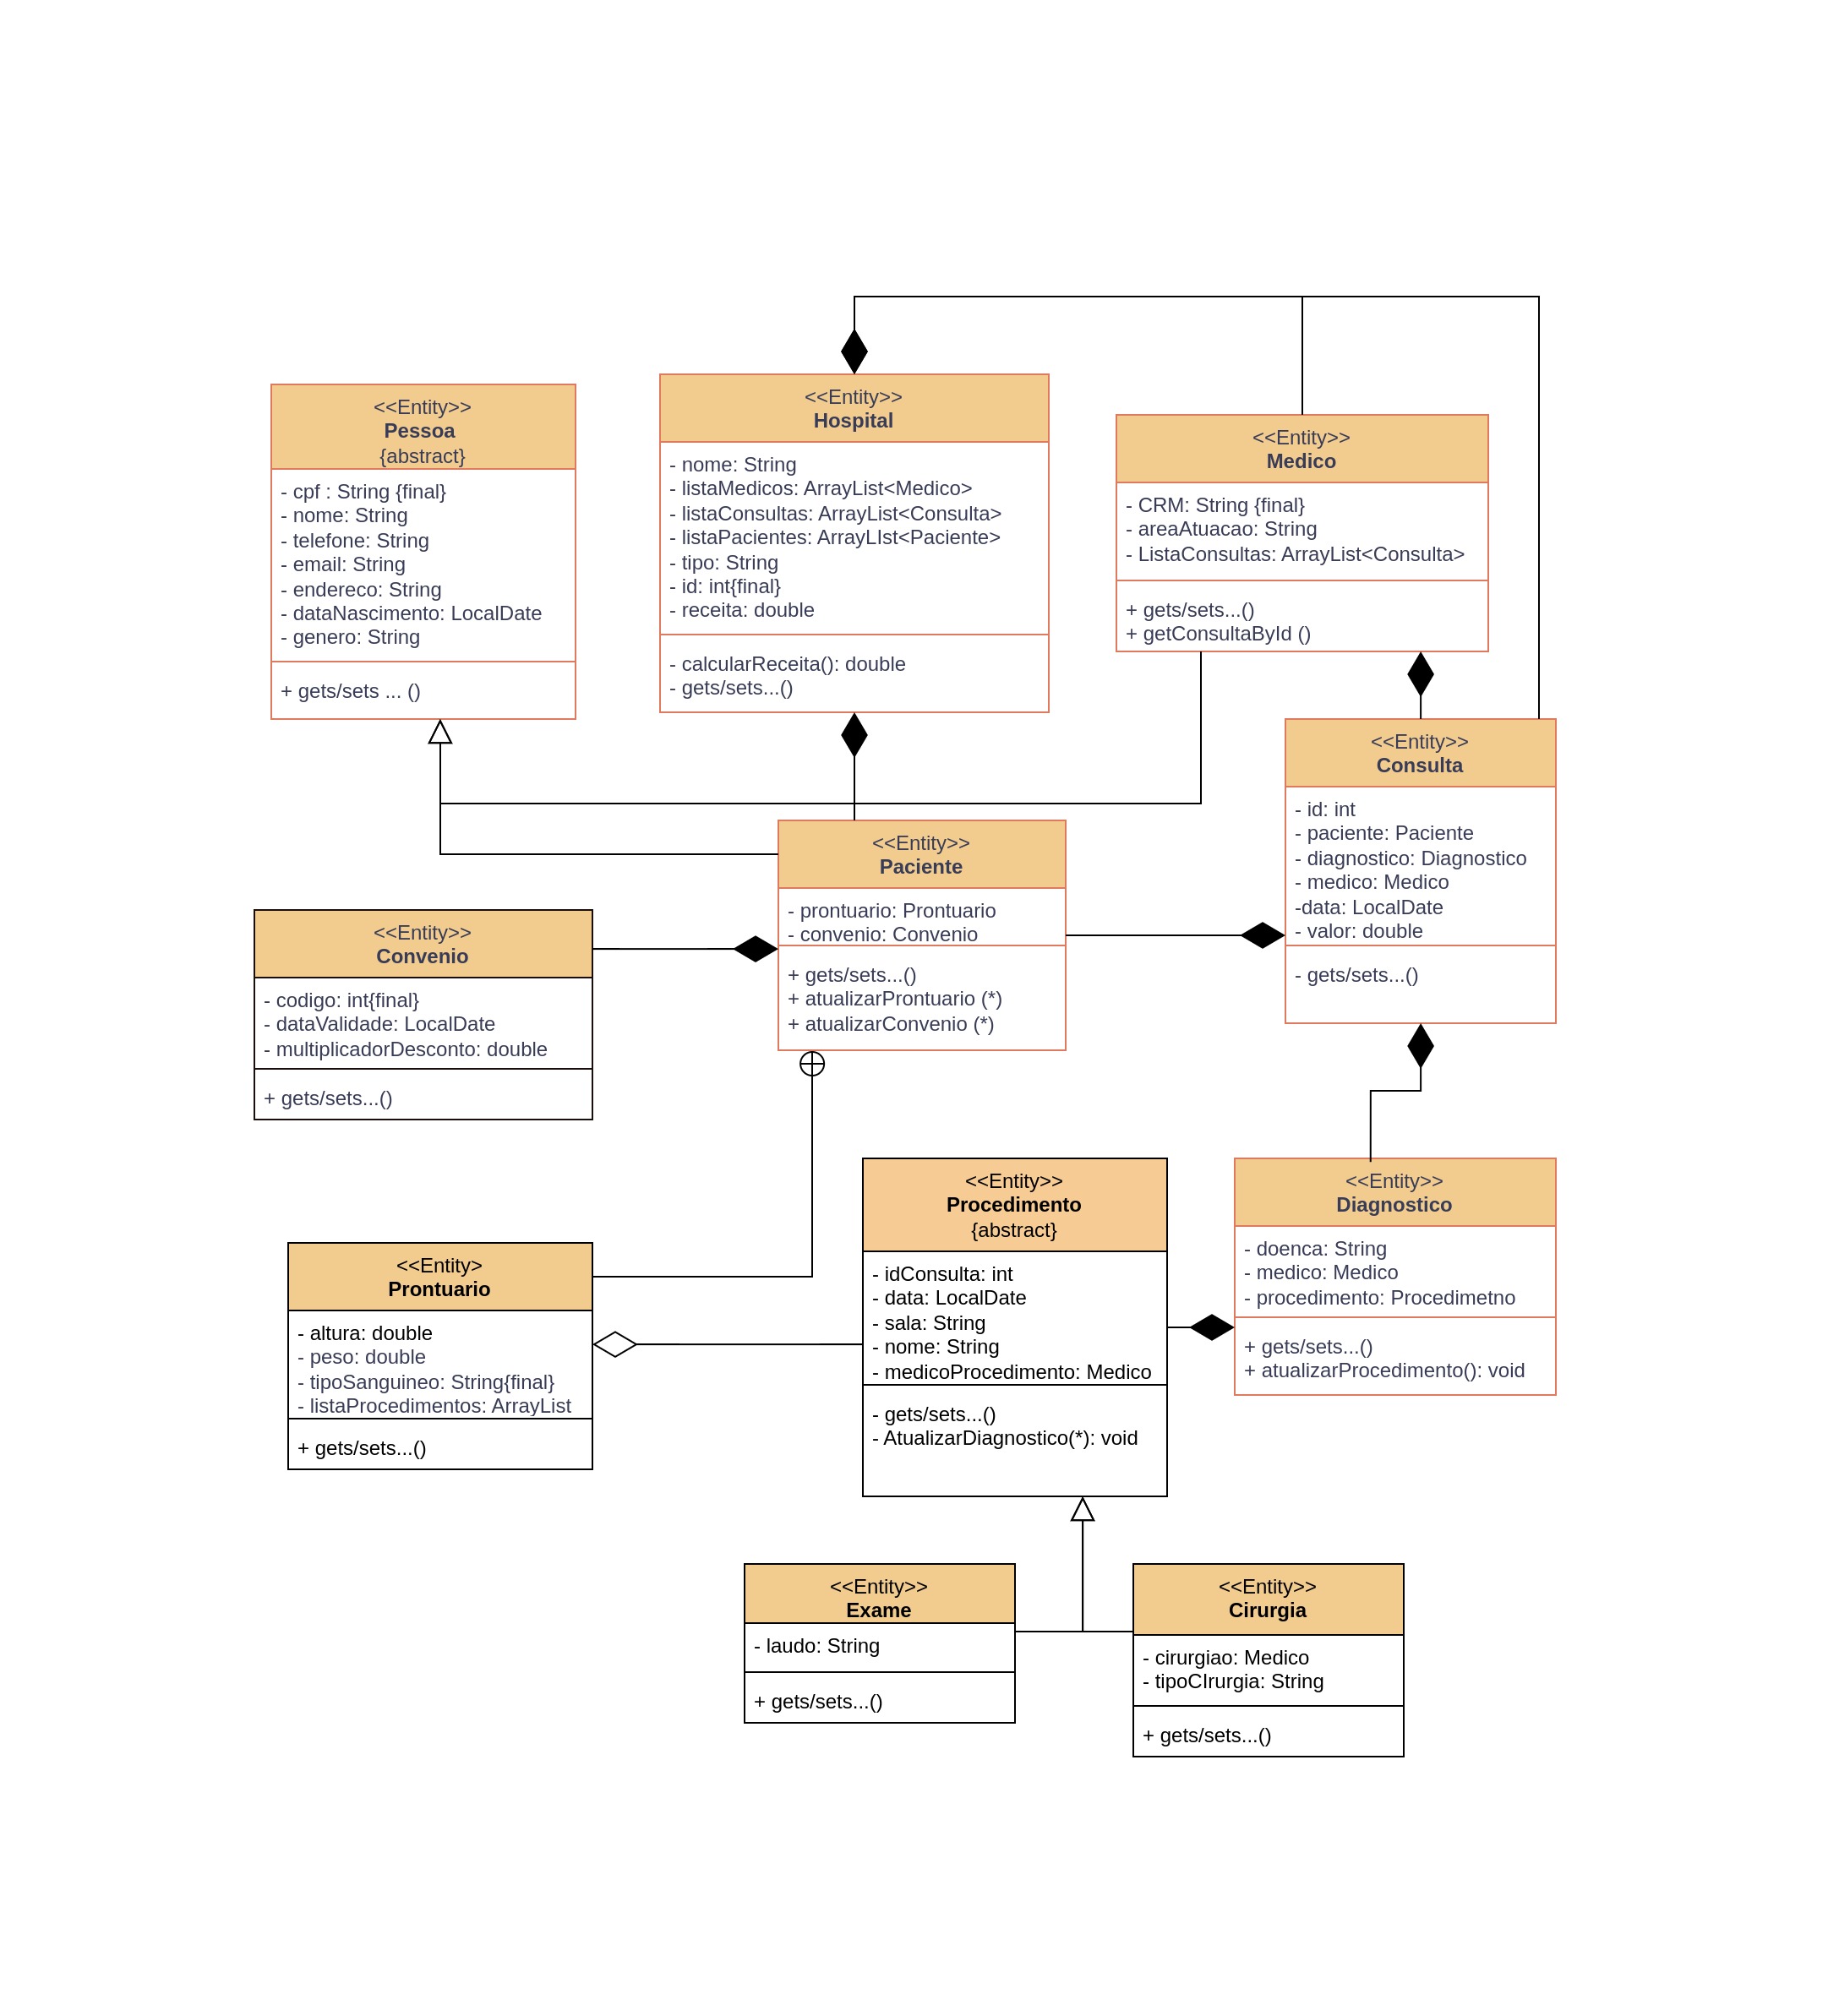 <<Entity>>
Pessoa
{abstract}
- cpf : String {final}
- nome: String
- telefone: String
- email: String
- endereco: String
- dataNascimento: LocalDate
- genero: String
+ gets/sets ... ()
<<Entity>>
Hospital
- nome: String
- listaMedicos: ArrayList<Medico>
- listaConsultas: ArrayList<Consulta>
- listaPacientes: ArrayLIst<Paciente>
- tipo: String
- id: int{final}
- receita: double
- calcularReceita(): double
- gets/sets...()
<<Entity>>
Medico
- CRM: String {final}
- areaAtuacao: String
- ListaConsultas: ArrayList<Consulta>
+ gets/sets...()
+ getConsultaById ()
<<Entity>>
Consulta
- id: int
- paciente: Paciente
- diagnostico: Diagnostico
- medico: Medico
-data: LocalDate
- valor: double
- gets/sets...()
<<Entity>>
Paciente
- prontuario: Prontuario
- convenio: Convenio
+ gets/sets...()
+ atualizarProntuario (*)
+ atualizarConvenio (*)
<<Entity>>
Convenio
- codigo: int{final}
- dataValidade: LocalDate
- multiplicadorDesconto: double
+ gets/sets...()
<<Entity>>
Procedimento
{abstract}
- idConsulta: int
- data: LocalDate
- sala: String
- nome: String
- medicoProcedimento: Medico
- gets/sets...()
- AtualizarDiagnostico(*): void
<<Entity>>
Diagnostico
- doenca: String
- medico: Medico
- procedimento: Procedimetno
+ gets/sets...()
+ atualizarProcedimento(): void
<<Entity>
Prontuario
- altura: double
- peso: double
- tipoSanguineo: String{final}
- listaProcedimentos: ArrayList
+ gets/sets...()
<<Entity>>
Exame
- laudo: String
+ gets/sets...()
<<Entity>>
Cirurgia
- cirurgiao: Medico
- tipoCIrurgia: String
+ gets/sets...()